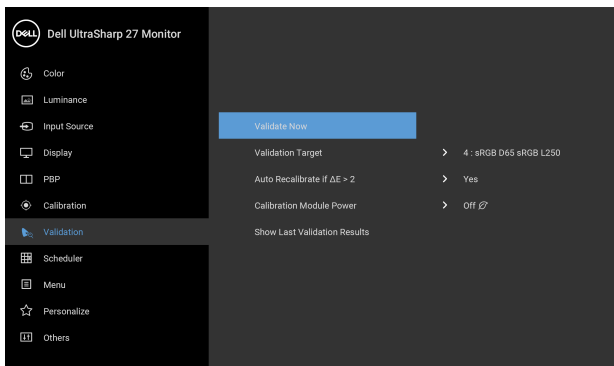 DELL Dell UltraSharp 27 Monitor
Color
Luminance
Input Source
Validate Now
Display
Validation Target
4 : sRGB D65 sRGB L250
PBP
Auto Recalibrate if ΔE > 2
Yes
Calibration
Calibration Module Power
Off
Validation
Show Last Validation Results
Scheduler
Menu
Personalize
Others